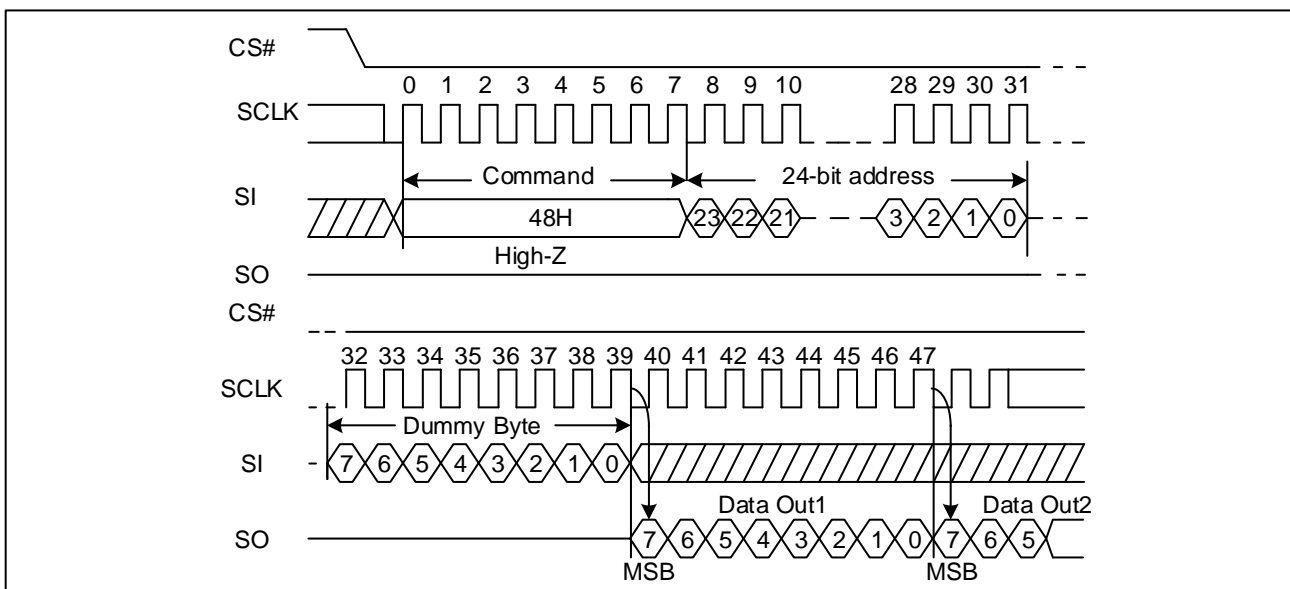 CS#
0 1 2 3 4 5 6 7 8 9 10 28 29 30 31
SCLK
Command 24-bit address
SI
48H 23 22 21 3 2 1 0
High-Z
SO
CS#
32 33 34 35 36 37 38 39 40 41 42 43 44 45 46 47
SCLK
Dummy Byte
SI 7 6 5 4 3 2 1 0
Data Out1 Data Out2
SO 7 6 5 4 3 2 1 0 7 6 5
MSB MSB